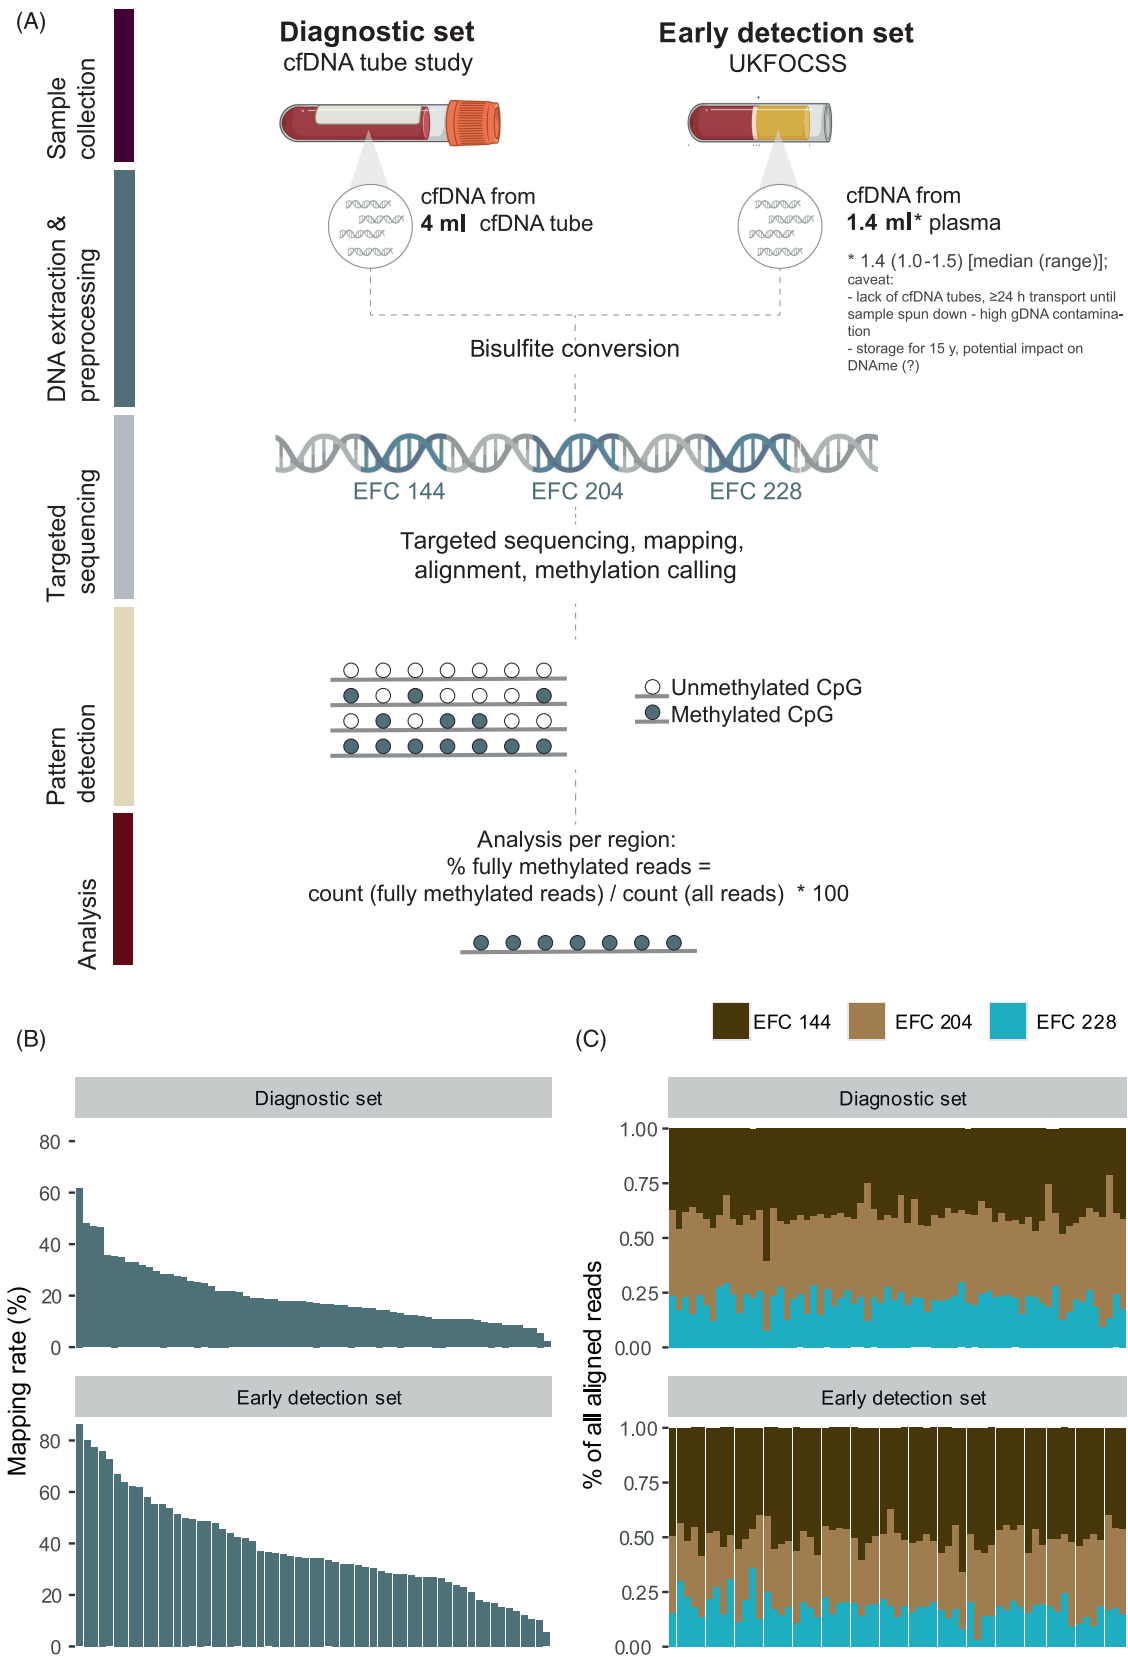 (A)
Diagnostic set
cfDNA tube study
Early detection set
UKFOCSS
Sample
collection
cfDNA from
4 ml cfDNA tube
cfDNA from
1.4 ml* plasma
* 1.4 (1.0-1.5) [median (range)];
caveat:
- lack of cfDNA tubes, ≥24 h transport until
sample spun down - high gDNA contamina-
tion
- storage for 15 y, potential impact on
DNAme (?)
DNA extraction &
preprocessing
Bisulfite conversion
EFC 144
EFC 204
EFC 228
Targeted
sequencing
Targeted sequencing, mapping,
alignment, methylation calling
Pattern
detection
Unmethylated CpG
Methylated CpG
Analysis
Analysis per region:
% fully methylated reads =
count (fully methylated reads) / count (all reads) * 100
EFC 144
EFC 204
EFC 228
(B)
Diagnostic set
80
60
40
20
0
Early detection set
80
60
40
20
0
Mapping rate (%)
(C)
Diagnostic set
1.00
0.75
0.50
0.25
0.00
Early detection set
1.00
0.75
0.50
0.25
0.00
% of all aligned reads